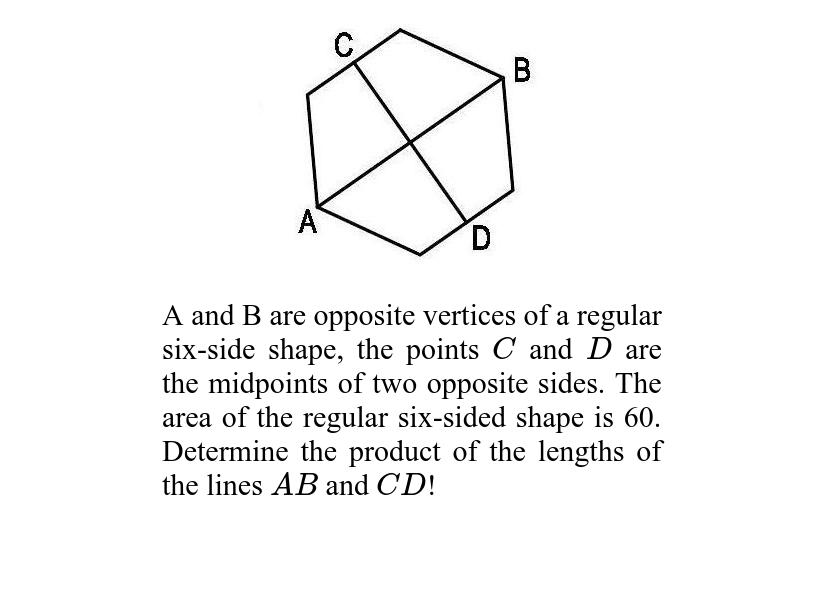 C
B
A
D
A and B are opposite vertices of a regular
six-side shape, the points C and D are
the midpoints of two opposite sides. The
area of the regular six-sided shape is 60.
Determine the product of the lengths of
the lines AB and CD!